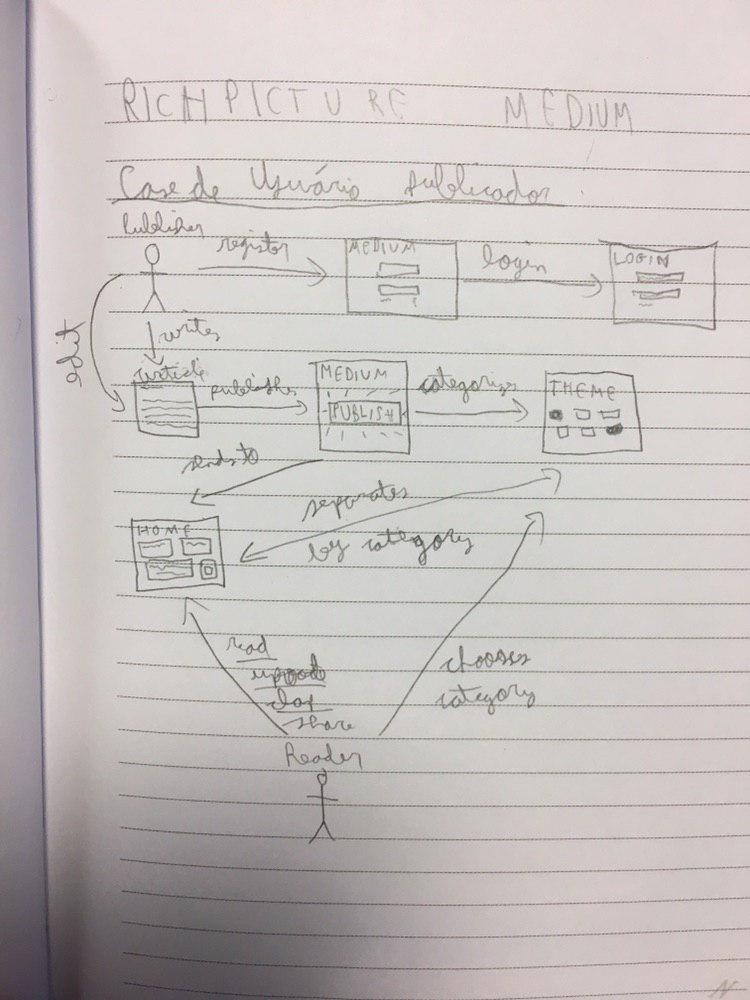 RICH PICTURE MEDIUM
Case de Usuário Publicador
Publisher
register
MEDIUM
login
LOGIN
edit
writes
article
publishes
MEDIUM
PUBLISH
categorizes
THEME
sends to
separates
by category
HOME
read
clap
share
chooses
category
Reader